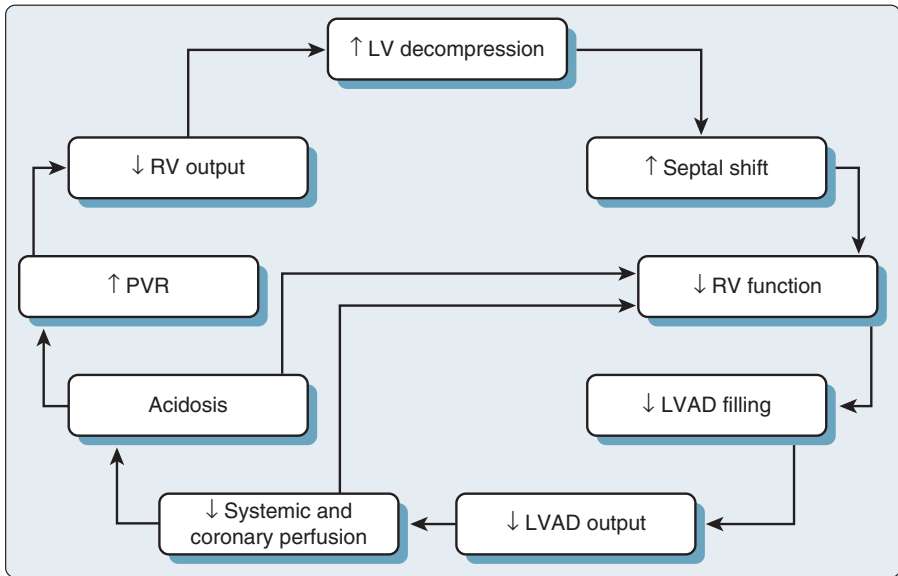 ↑ LV decompression
↓ RV output
↑ Septal shift
↑ PVR
↓ RV function
Acidosis
↓ LVAD filling
↓ Systemic and
coronary perfusion
↓ LVAD output